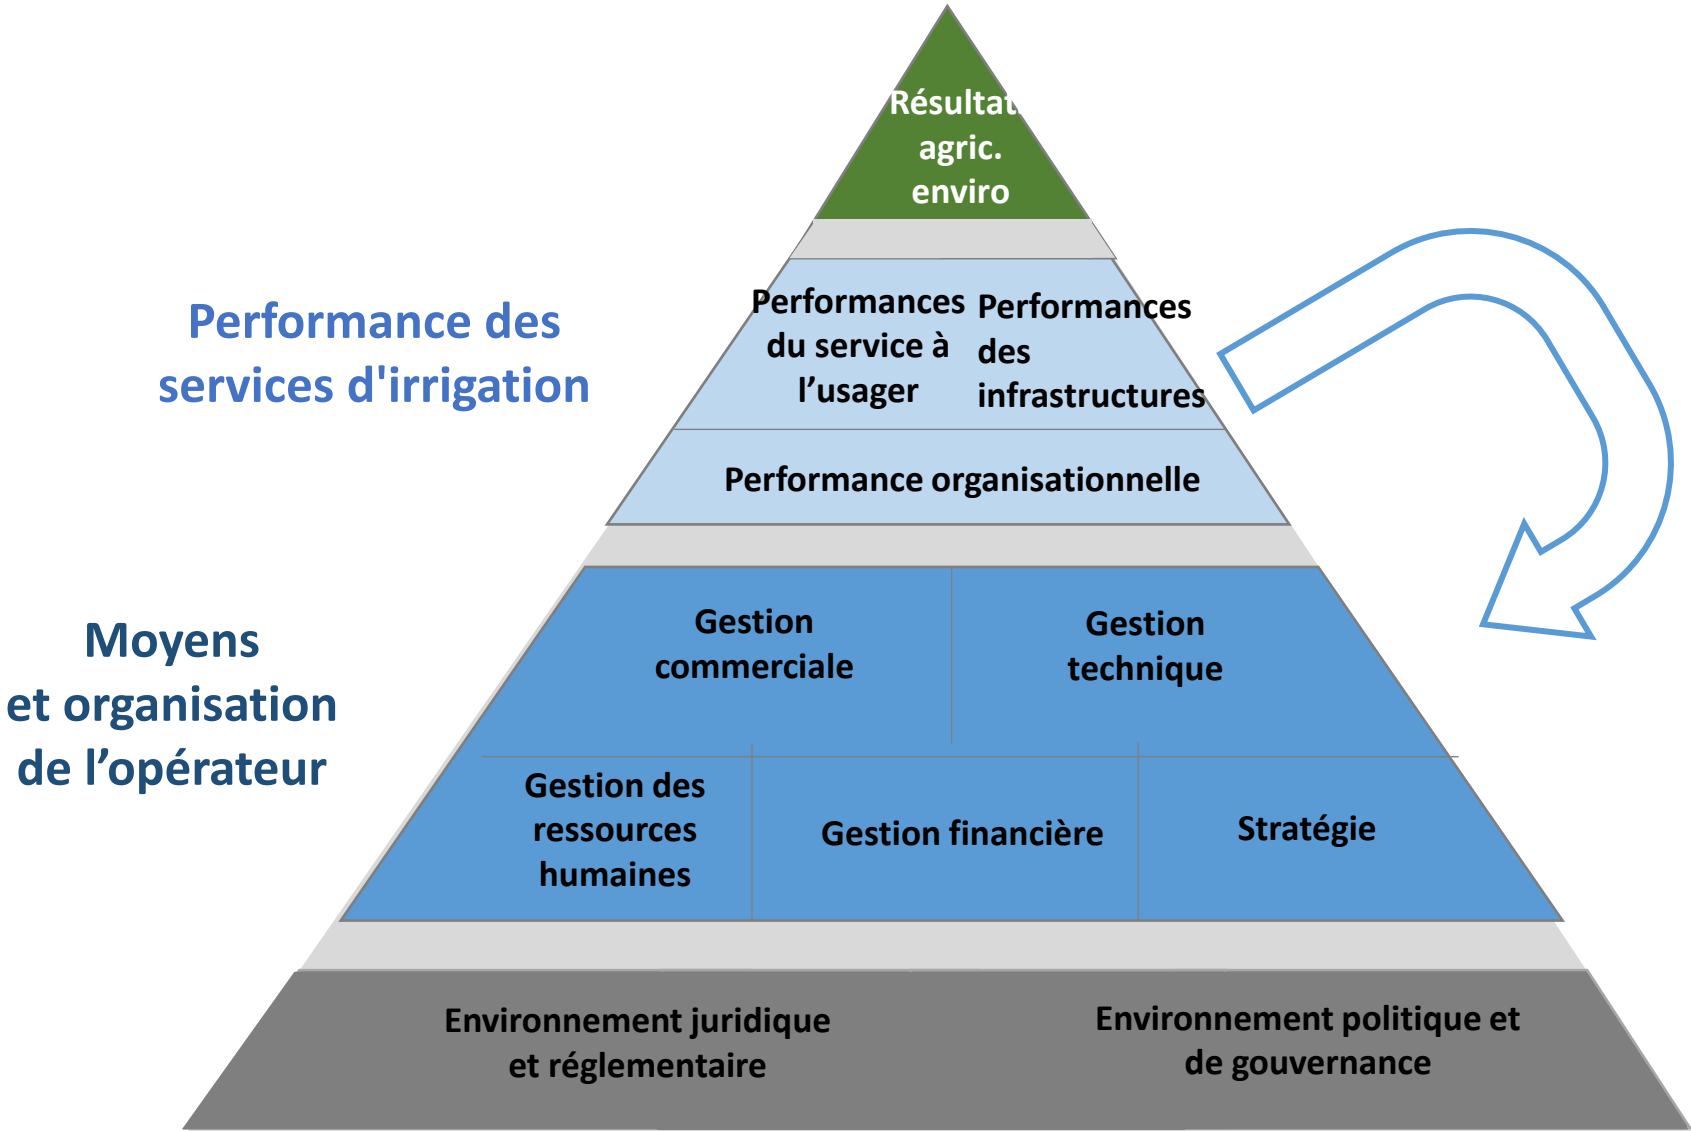 Résultat.
agric.
enviro
Performance des
services d'irrigation
Performances
du service à
l’usager
Performances
des
infrastructures
Performance organisationnelle
Moyens
et organisation
de l’opérateur
Gestion
commerciale
Gestion
technique
Gestion des
ressources
humaines
Gestion financière
Stratégie
Environnement juridique
et réglementaire
Environnement politique et
de gouvernance